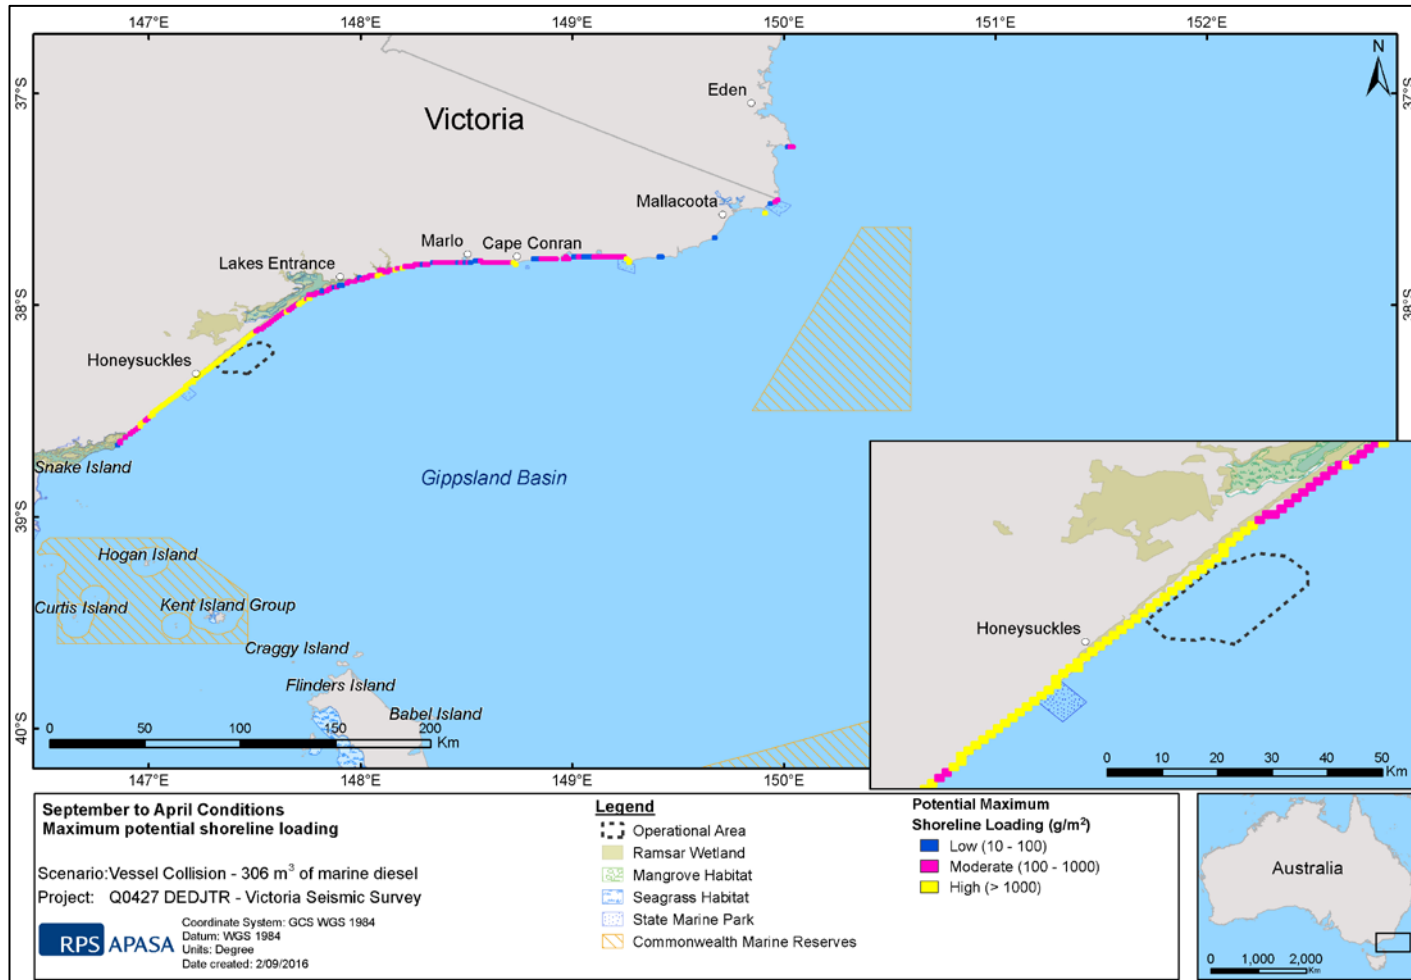 147°E 148°E 149°E 150°E 151°E 152°E
N
37°S 37°S
Eden
Victoria
Mallacoota
Marlo Cape Conran
Lakes Entrance
38°S 38°S
Honeysuckles
Snake Island
Gippsland Basin
39°S
Hogan Island
Curtis Island Kent Island Group
Craggy Island
Flinders Island
Babel Island
40°S
0 50 100 150 200
Km
147°E 148°E 149°E 150°E
Honeysuckles
0 10 20 30 40 50
Km
September to April Conditions
Maximum potential shoreline loading
Scenario:Vessel Collision - 306 m³ of marine diesel
Project: Q0427 DEDJTR - Victoria Seismic Survey
RPS APASA
Coordinate System: GCS WGS 1984
Datum: WGS 1984
Units: Degree
Date created: 2/09/2016
Legend
Operational Area
Ramsar Wetland
Mangrove Habitat
Seagrass Habitat
State Marine Park
Commonwealth Marine Reserves
Potential Maximum
Shoreline Loading (g/m²)
Low (10 - 100)
Moderate (100 - 1000)
High (> 1000)
Australia
0 1,000 2,000
Km